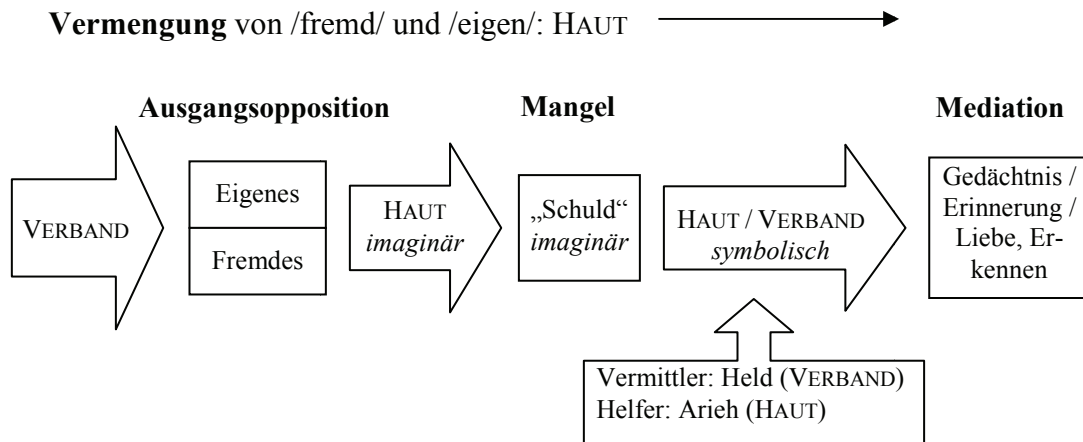 Vermengung von /fremd/ und /eigen/: HAUT
Ausgangsopposition
Mangel
Mediation
VERBAND
Eigenes
Fremdes
HAUT
imaginär
„Schuld“
imaginär
HAUT / VERBAND
symbolisch
Gedächtnis /
Erinnerung /
Liebe, Er-
kennen
Vermittler: Held (VERBAND)
Helfer: Arieh (HAUT)